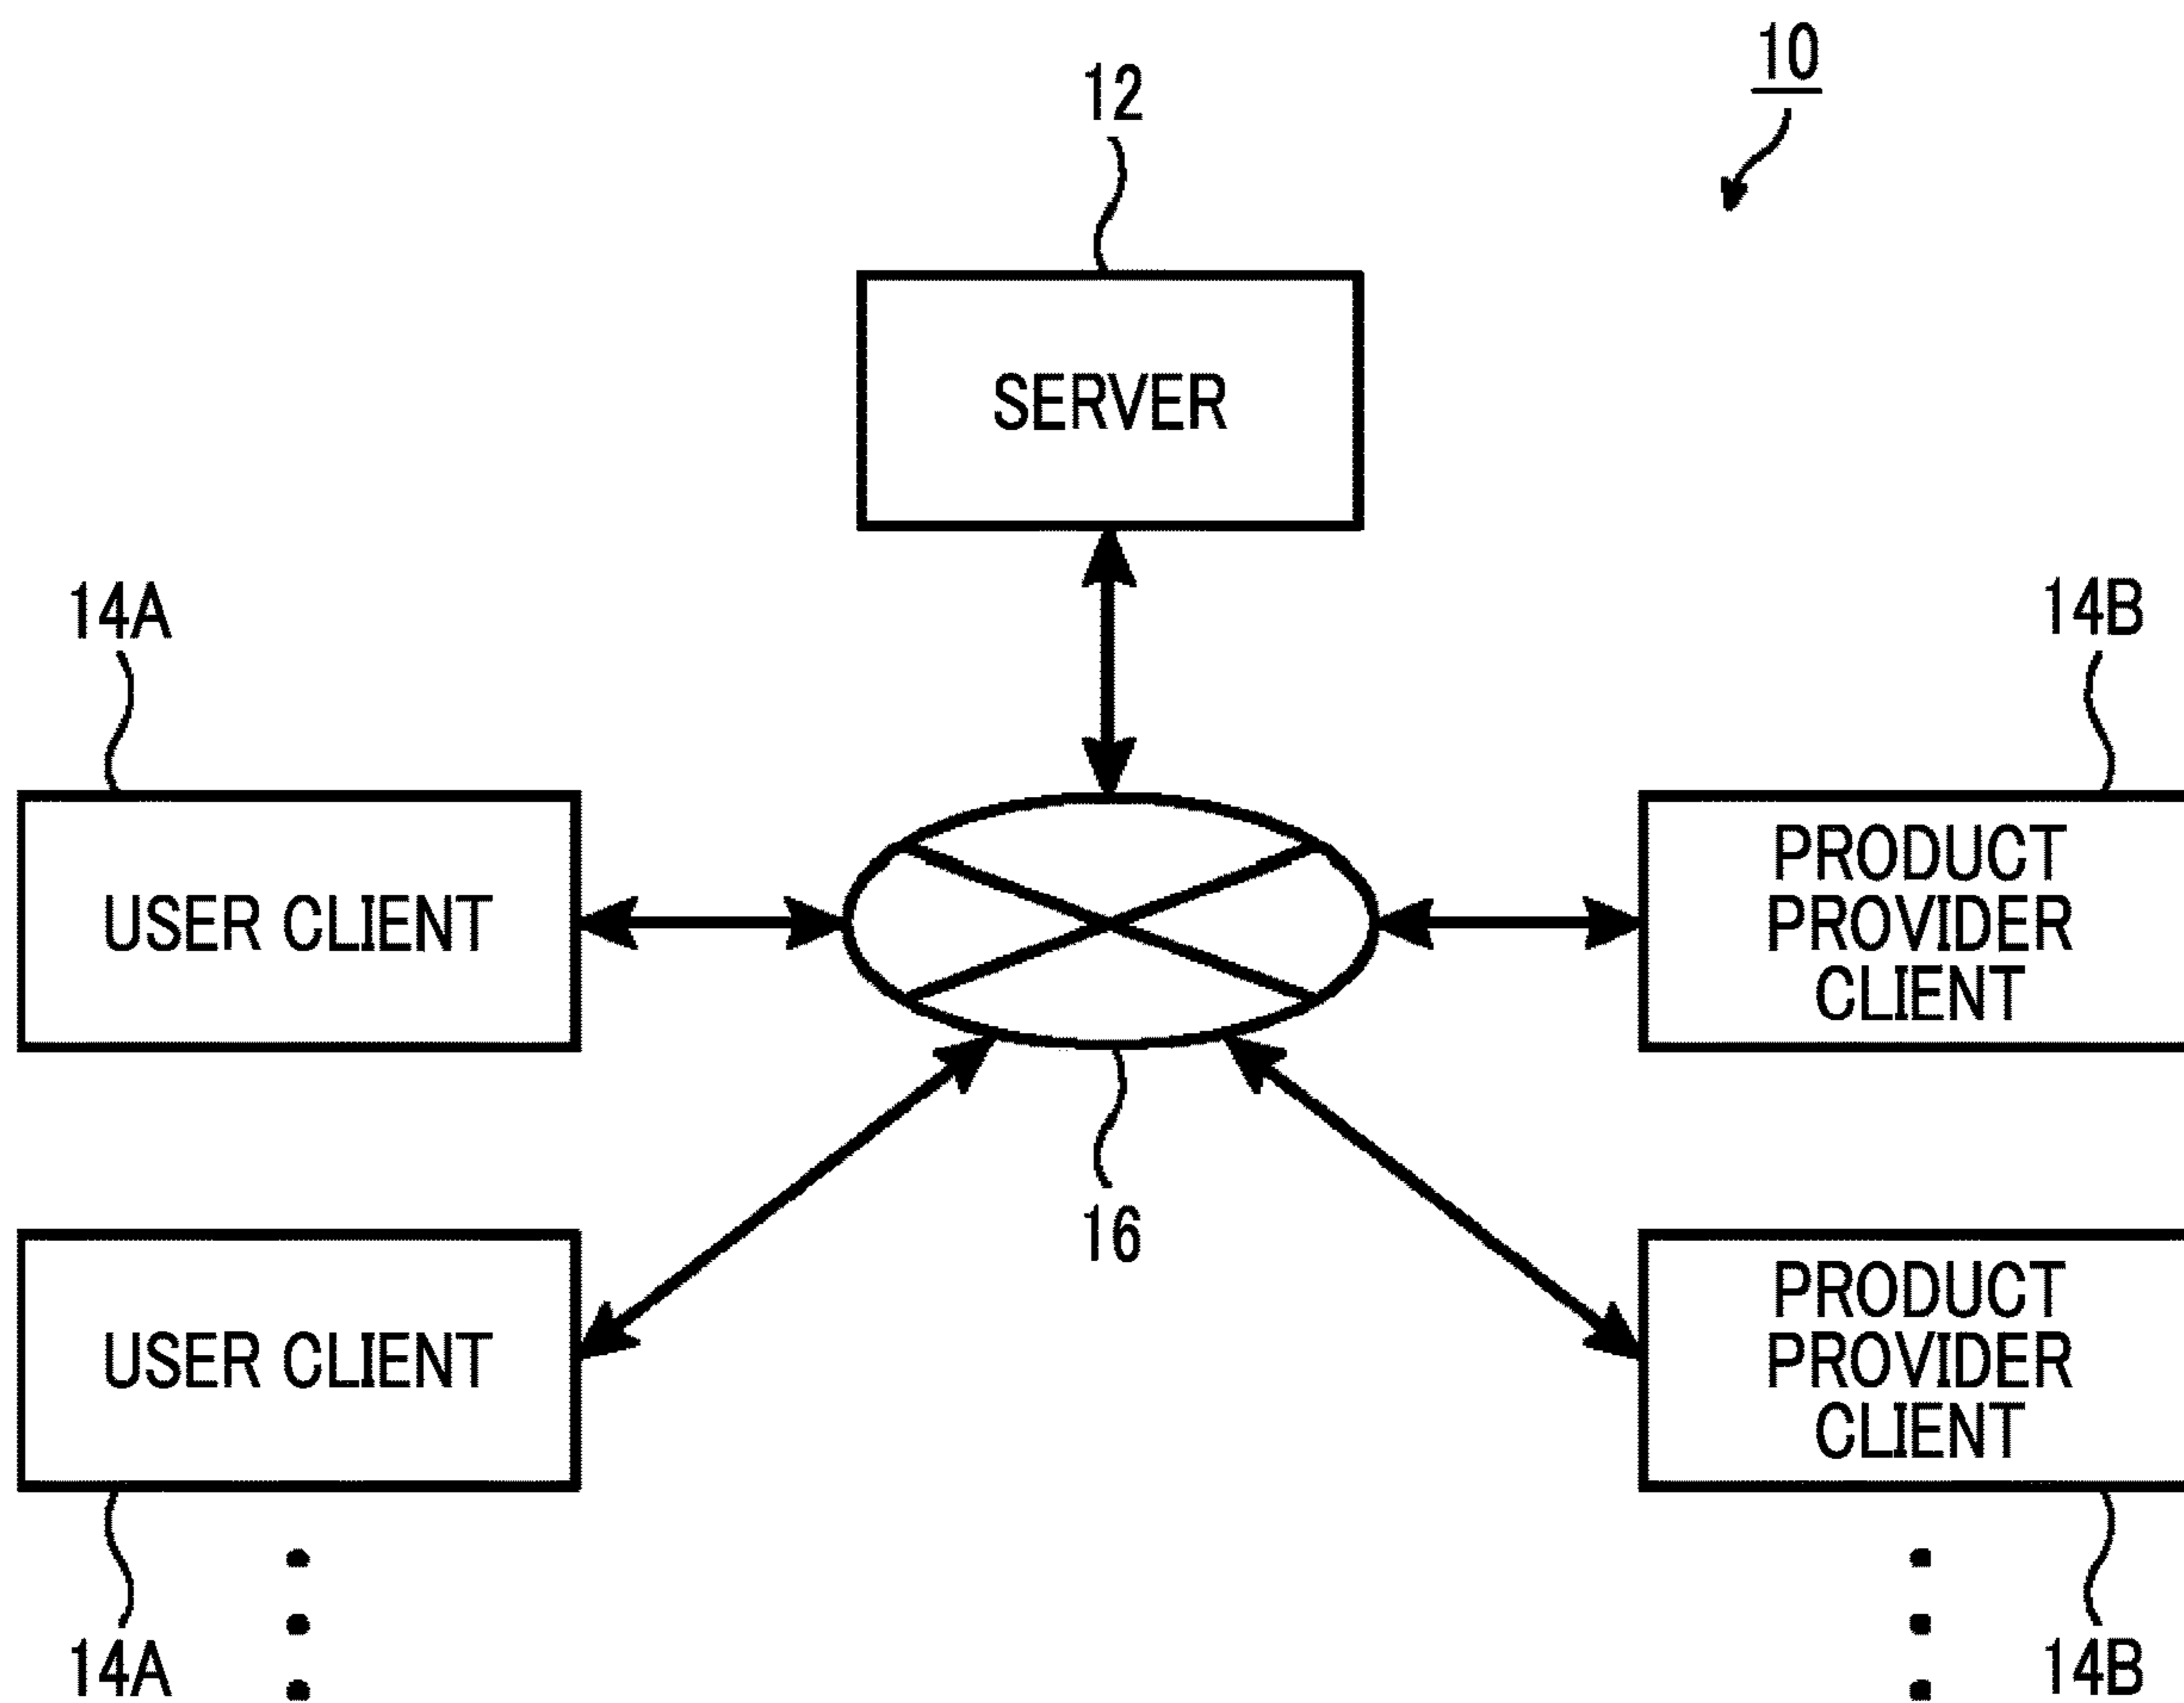 10
12
SERVER
14A
14B
USER CLIENT
PRODUCT
PROVIDER
CLIENT
16
USER CLIENT
PRODUCT
PROVIDER
CLIENT
14A
14B